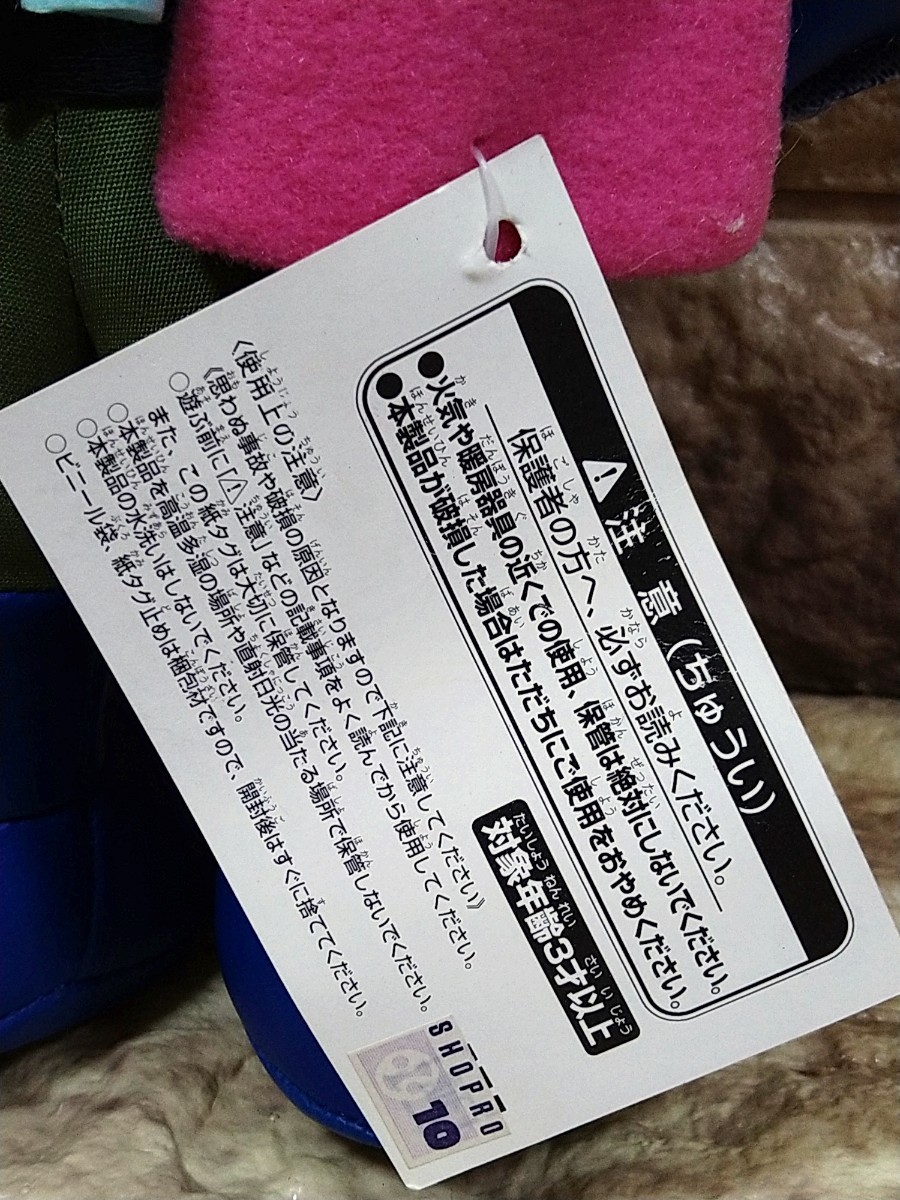 ⚠注 意(ちゅうい)
保護者の方へ、必ずお読みください。
●火気や暖房器具の近くでの使用、保管は絶対にしないでください。
●本製品が破損した場合はただちにご使用をおやめください。
対象年齢3才以上
〈使用上の注意〉
《思わぬ事故や破損の原因となりますので下記に注意してください》
○遊ぶ前に「⚠注意」などの記載事項をよく読んでから使用してください。
また、この紙タグは大切に保管してください。
○本製品を高温多湿の場所や直射日光の当たる場所で保管しないでください。
○本製品の水洗いはしないでください。
○ビニール袋、紙タグ止めは梱包材ですので、開封後はすぐに捨ててください。
SHOPRO
10